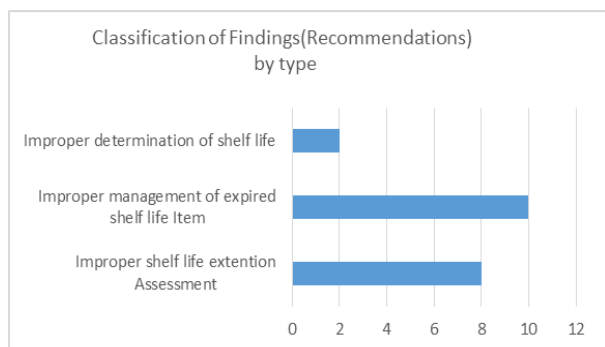 Classification of Findings(Recommendations)
by type
Improper determination of shelf life
Improper management of expired
shelf life Item
Improper shelf life extention
Assessment
0 2 4 6 8 10 12